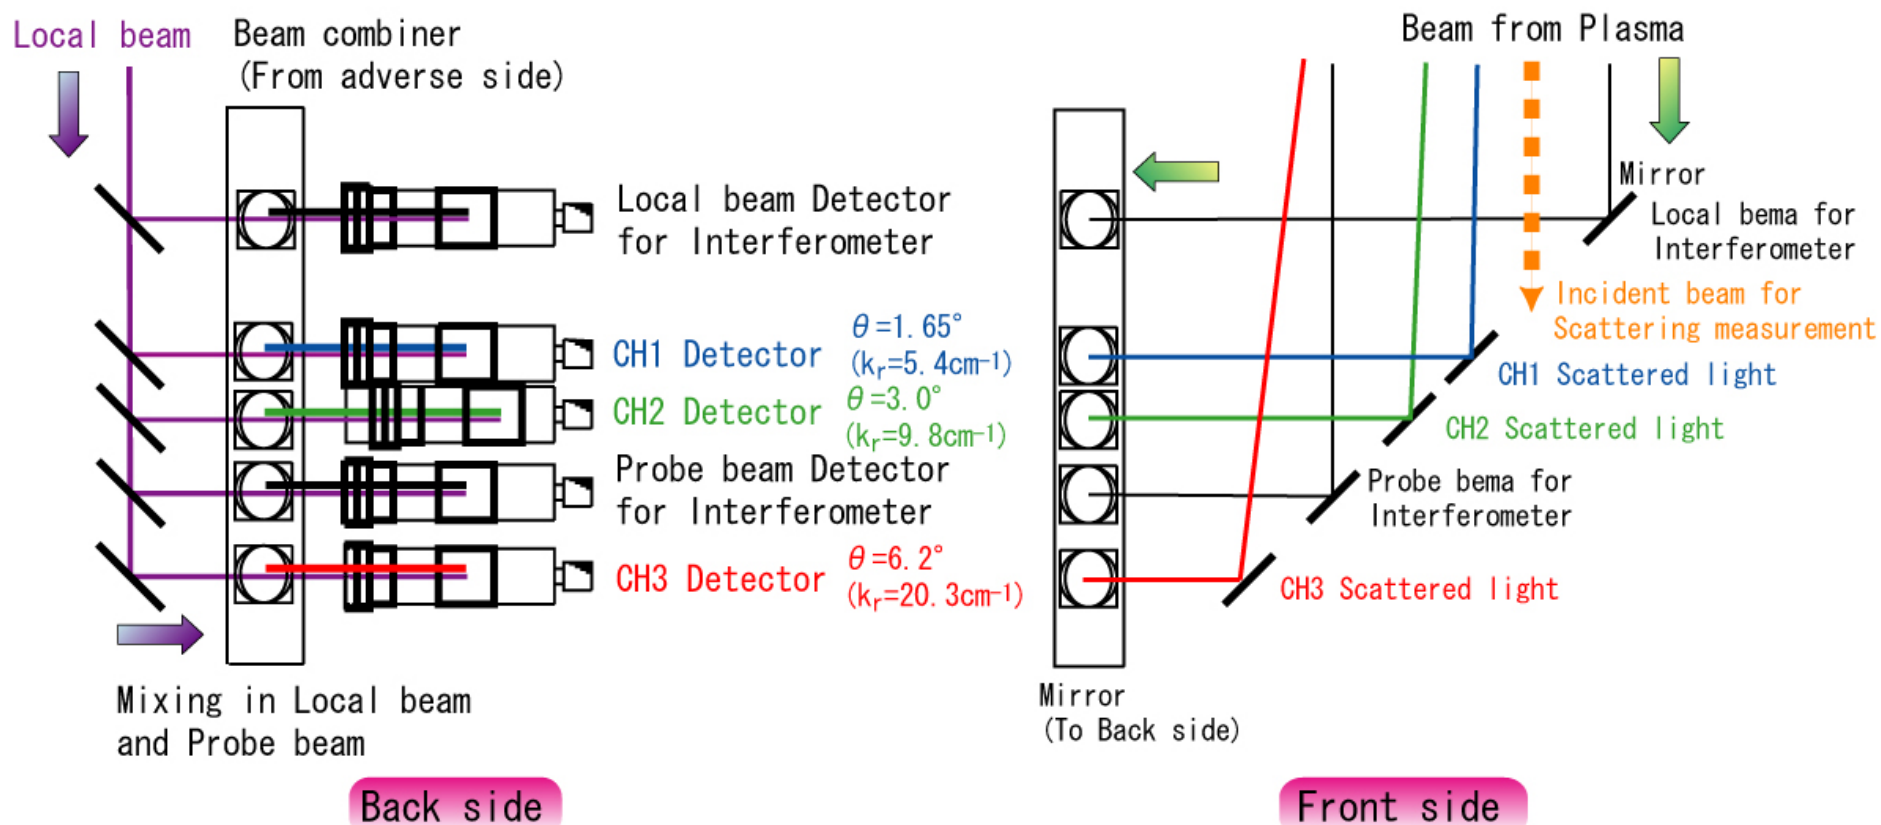 Local beam
Beam combiner
(From adverse side)
Local beam Detector
for Interferometer
CH1 Detector
θ=1.65°
(kr=5.4cm-1)
CH2 Detector
θ=3.0°
(kr=9.8cm-1)
Probe beam Detector
for Interferometer
CH3 Detector
θ=6.2°
(kr=20.3cm-1)
Mixing in Local beam
and Probe beam
Back side
Beam from Plasma
Mirror
Local bema for
Interferometer
Incident beam for
Scattering measurement
CH1 Scattered light
CH2 Scattered light
Probe bema for
Interferometer
CH3 Scattered light
Mirror
(To Back side)
Front side